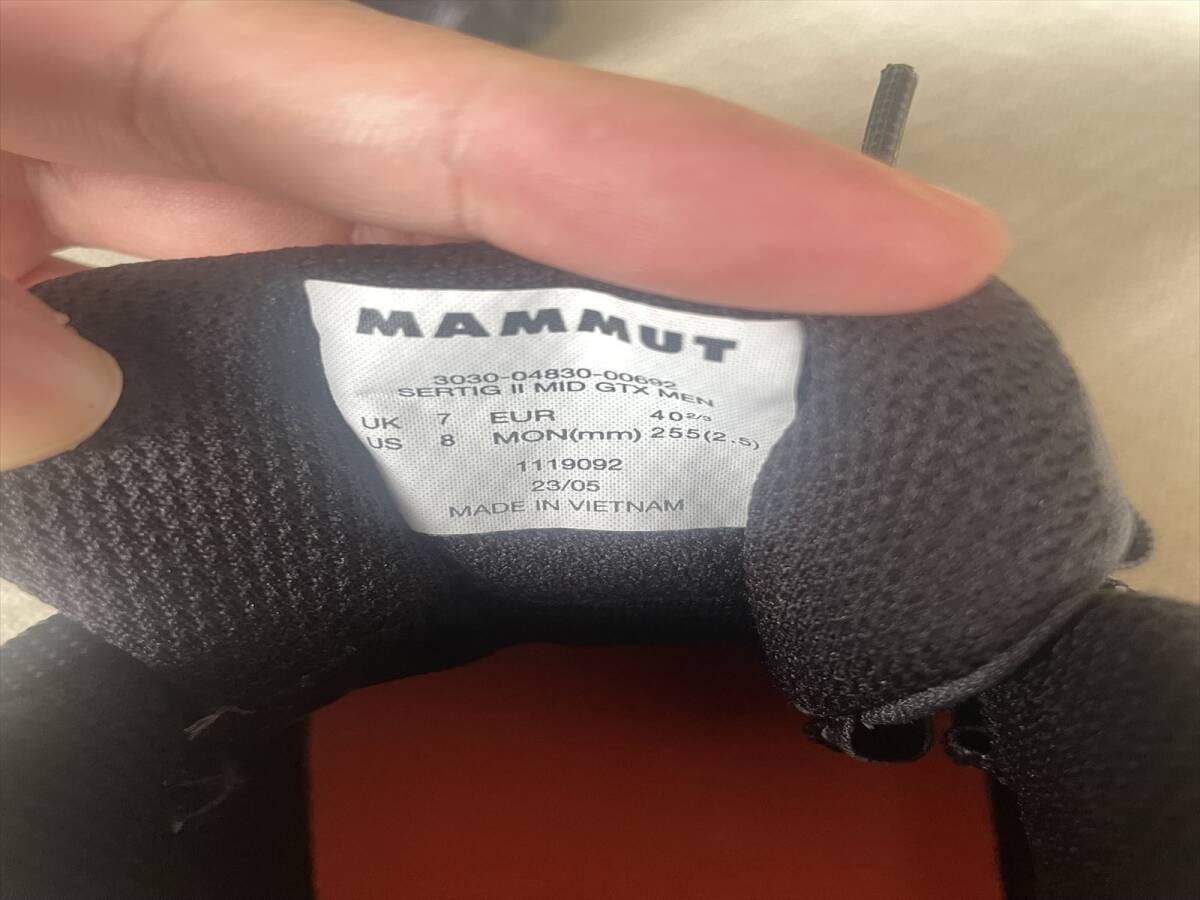 MAMMUT
3030-04830-00692
SERTIG II MID GTX MEN
UK 7 EUR 40 2/3
US 8 MON(mm) 255(2.5)
1119092
23/05
MADE IN VIETNAM